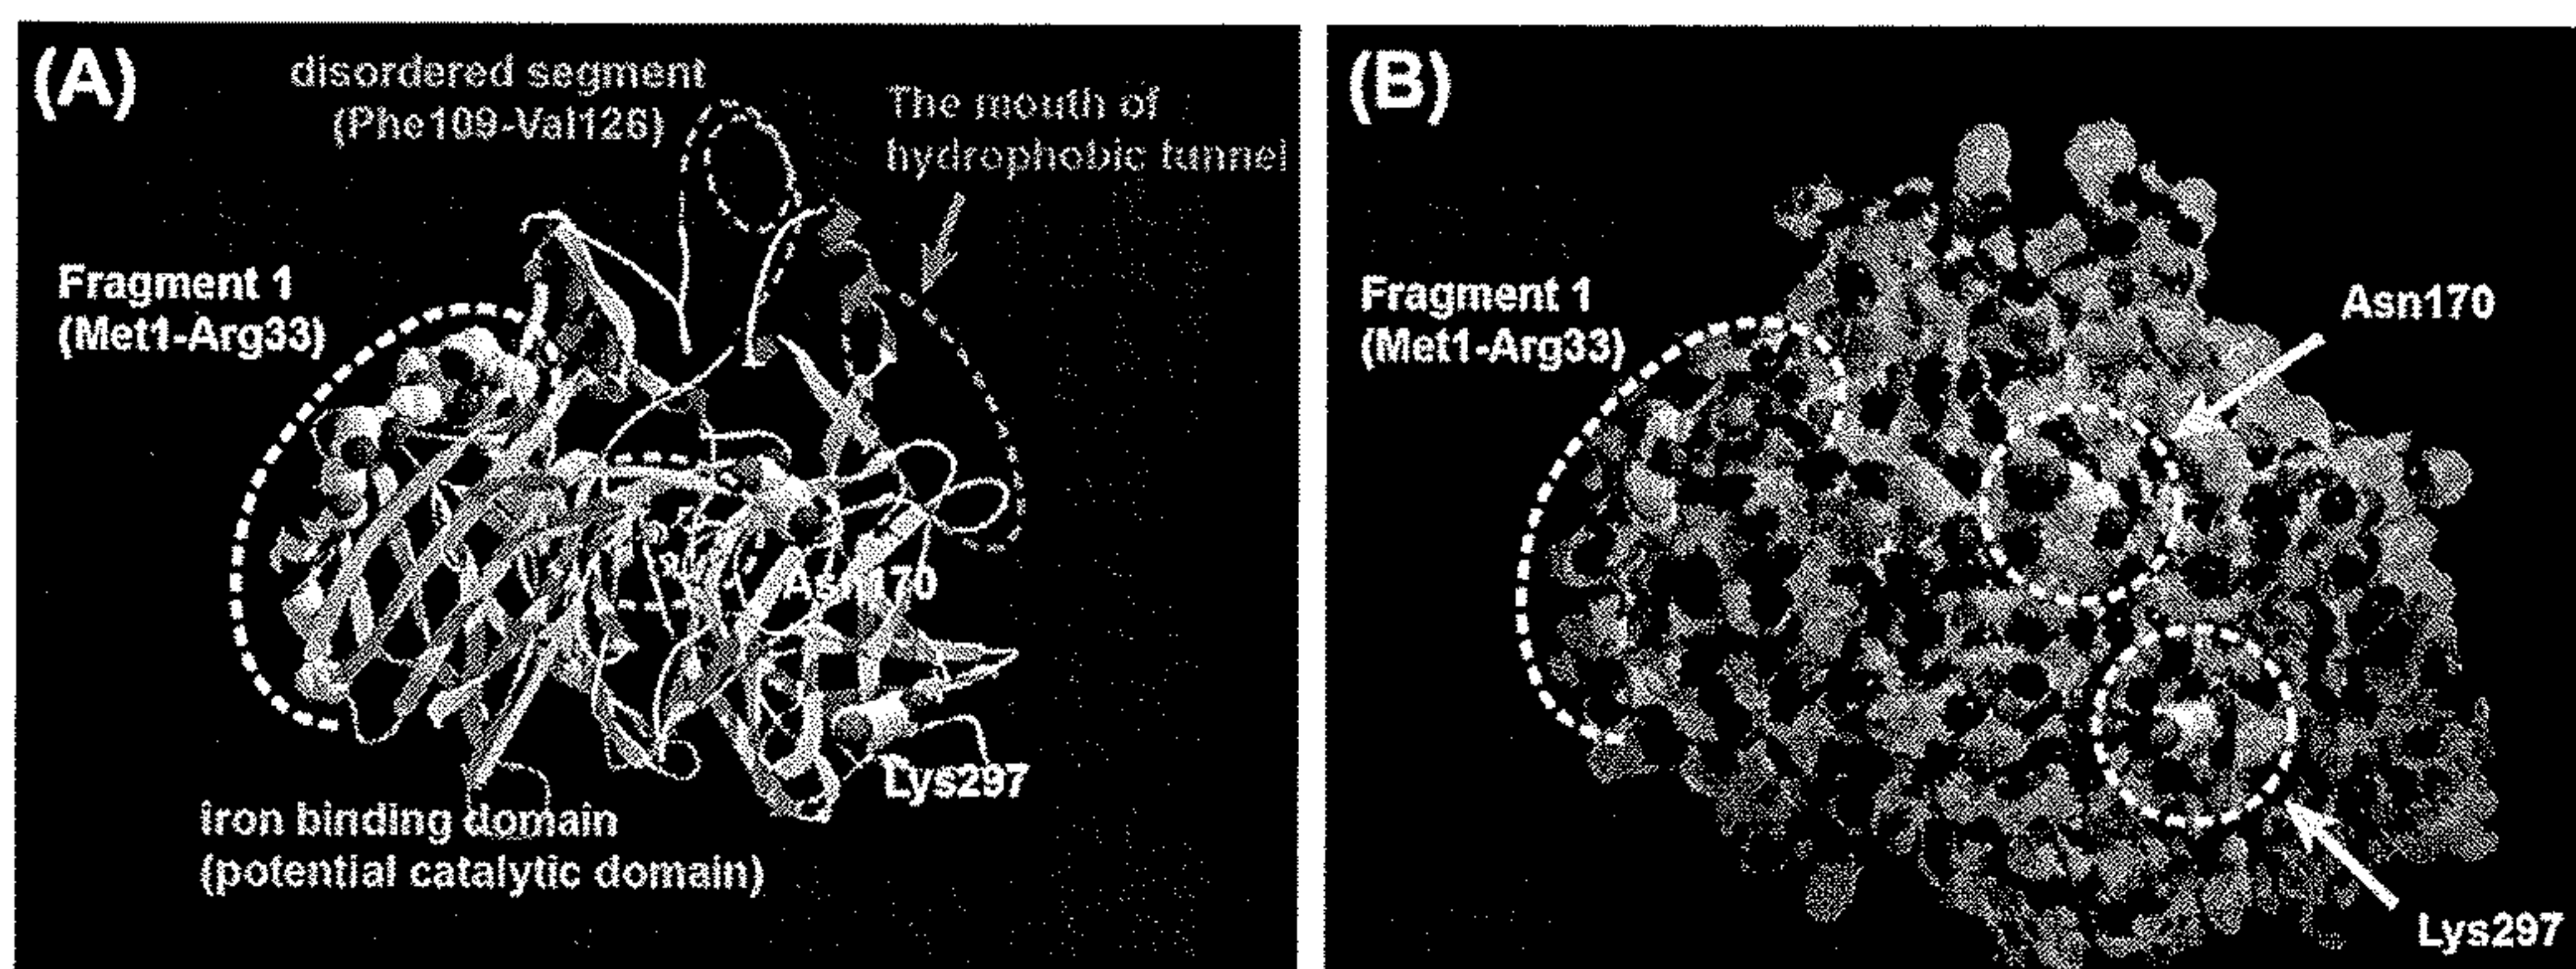 (A)
disordered segment
(Phe109-Val126)
The mouth of
hydrophobic tunnel
Fragment 1
(Met1-Arg33)
Asn170
Lys297
iron binding domain
(potential catalytic domain)
(B)
Fragment 1
(Met1-Arg33)
Asn170
Lys297